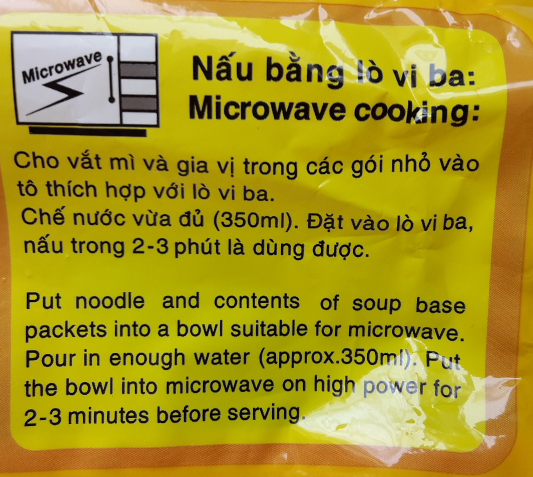 Microwave
Nấu bằng lò vi ba:
Microwave cooking:
Cho vắt mì và gia vị trong các gói nhỏ vào
tô thích hợp với lò vi ba.
Chế nước vừa đủ (350ml). Đặt vào lò vi ba,
nấu trong 2-3 phút là dùng được.
Put noodle and contents of soup base
packets into a bowl suitable for microwave.
Pour in enough water (approx.350ml). Put
the bowl into microwave on high power for
2-3 minutes before serving.